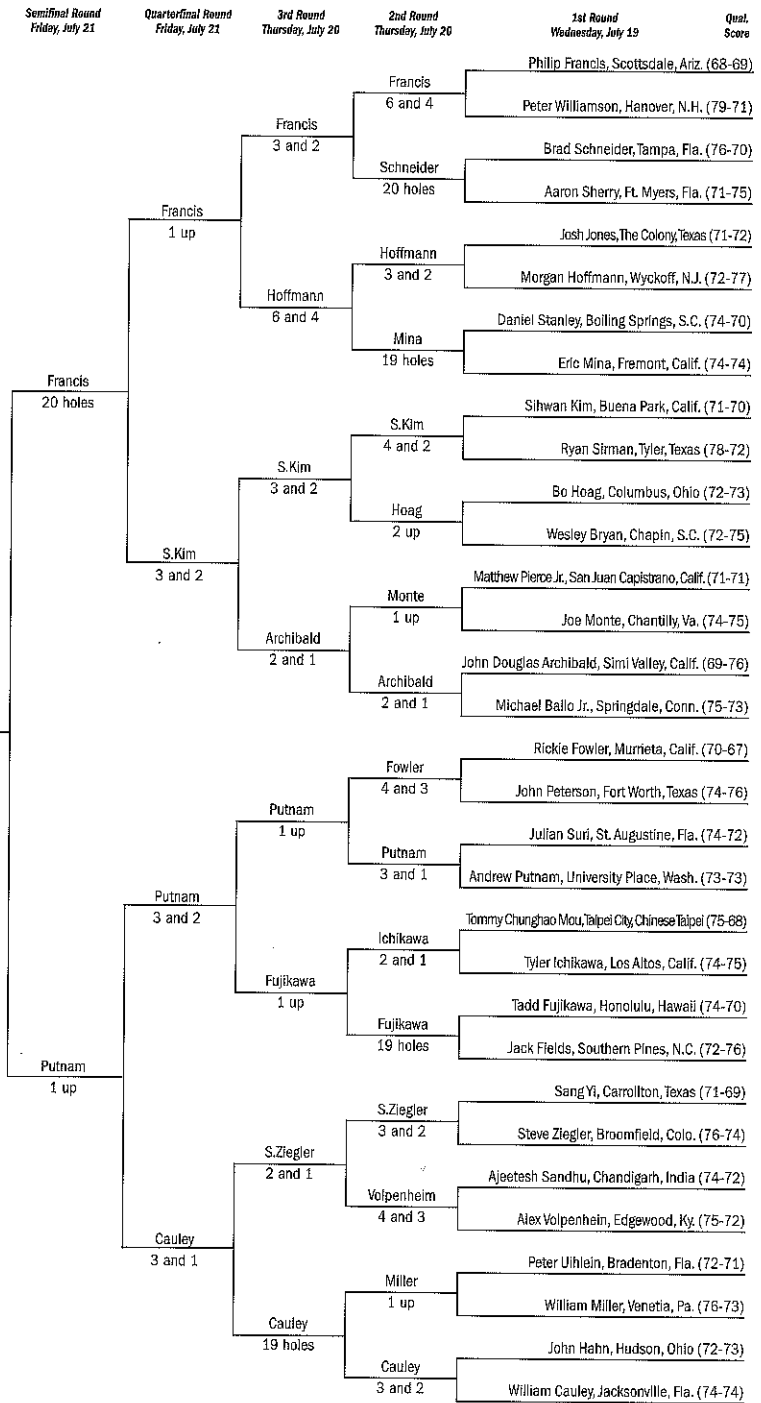 Semifinal Round
Friday, July 21
Quarterfinal Round
Friday, July 21
3rd Round
Thursday, July 20
2nd Round
Thursday, July 20
1st Round
Wednesday, July 19
Qual.
Score
Philip Francis, Scottsdale, Ariz. (68-69)
Francis
6 and 4
Peter Williamson, Hanover, N.H. (79-71)
Francis
3 and 2
Brad Schneider, Tampa, Fla. (76-70)
Schneider
20 holes
Aaron Sherry, Ft. Myers, Fla. (71-75)
Francis
1 up
Josh Jones, The Colony, Texas (71-72)
Hoffmann
3 and 2
Morgan Hoffmann, Wyckoff, N.J. (72-77)
Hoffmann
6 and 4
Daniel Stanley, Boiling Springs, S.C. (74-70)
Mina
19 holes
Eric Mina, Fremont, Calif. (74-74)
Francis
20 holes
Sihwan Kim, Buena Park, Calif. (71-70)
S.Kim
4 and 2
Ryan Sirman, Tyler, Texas (78-72)
S.Kim
3 and 2
Bo Hoag, Columbus, Ohio (72-73)
Hoag
2 up
Wesley Bryan, Chapin, S.C. (72-75)
S.Kim
3 and 2
Matthew Pierce Jr., San Juan Capistrano, Calif. (71-71)
Monte
1 up
Joe Monte, Chantilly, Va. (74-75)
Archibald
2 and 1
John Douglas Archibald, Simi Valley, Calif. (69-76)
Archibald
2 and 1
Michael Ballo Jr., Springdale, Conn. (75-73)
Rickie Fowler, Murrieta, Calif. (70-67)
Fowler
4 and 3
John Peterson, Fort Worth, Texas (74-76)
Putnam
1 up
Julian Suri, St. Augustine, Fla. (74-72)
Putnam
3 and 1
Andrew Putnam, University Place, Wash. (73-73)
Putnam
3 and 2
Tommy Chunghao Mou, Taipei City, Chinese Taipei (75-68)
Ichikawa
2 and 1
Tyler Ichikawa, Los Altos, Calif. (74-75)
Fujikawa
1 up
Tadd Fujikawa, Honolulu, Hawaii (74-70)
Fujikawa
19 holes
Jack Fields, Southern Pines, N.C. (72-76)
Putnam
1 up
Sang Yi, Carrollton, Texas (71-69)
S.Ziegler
3 and 2
Steve Ziegler, Broomfield, Colo. (76-74)
S.Ziegler
2 and 1
Ajeetesh Sandhu, Chandigarh, India (74-72)
Volpenheim
4 and 3
Alex Volpenhein, Edgewood, Ky. (75-72)
Cauley
3 and 1
Peter Uihlein, Bradenton, Fla. (72-71)
Miller
1 up
William Miller, Venetia, Pa. (76-73)
Cauley
19 holes
John Hahn, Hudson, Ohio (72-73)
Cauley
3 and 2
William Cauley, Jacksonville, Fla. (74-74)